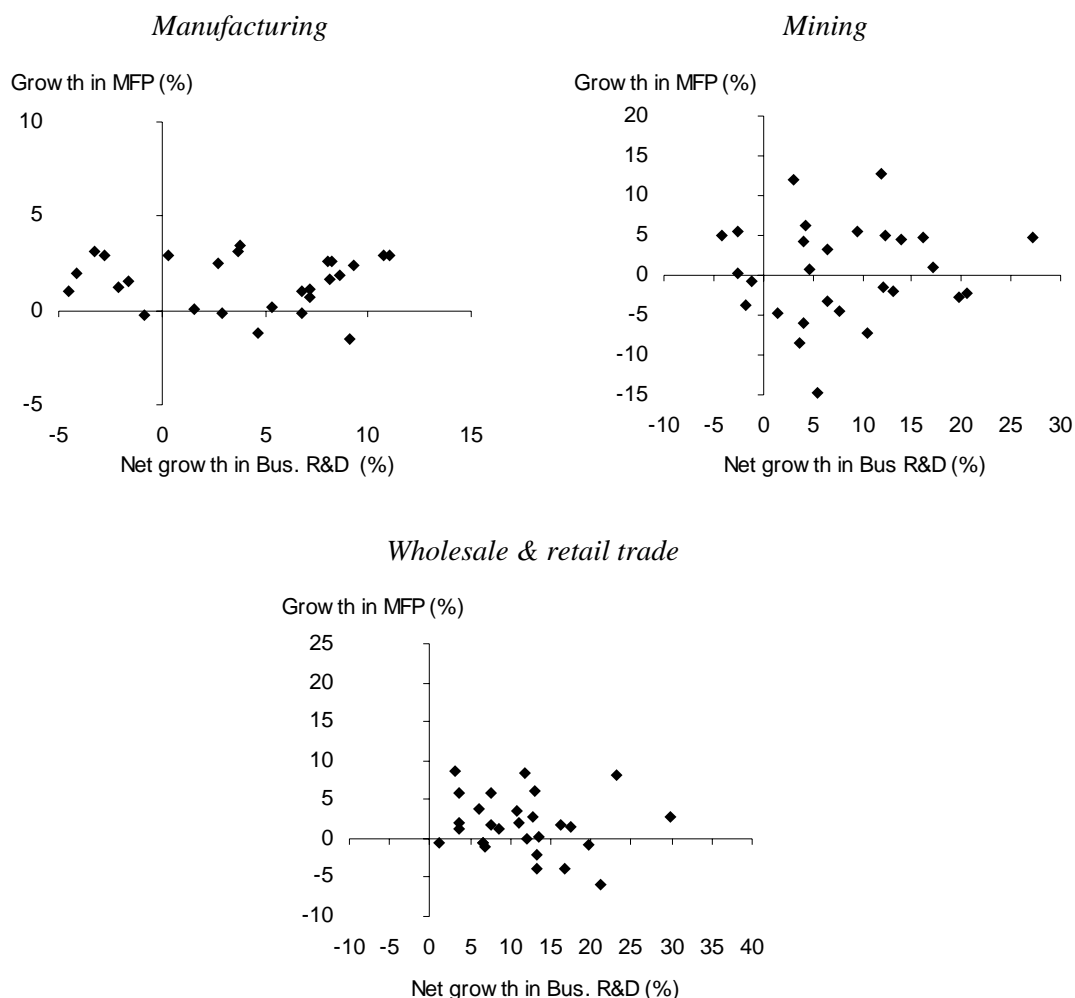 Manufacturing
Mining
Growth in MFP (%)
10
5
0
-5
-5 0 5 10 15
Net growth in Bus. R&D (%)
Growth in MFP (%)
20
15
10
5
0
-5
-10
-15
-10 -5 0 5 10 15 20 25 30
Net growth in Bus R&D (%)
Wholesale & retail trade
Growth in MFP (%)
25
20
15
10
5
0
-5
-10
-10 -5 0 5 10 15 20 25 30 35 40
Net growth in Bus. R&D (%)